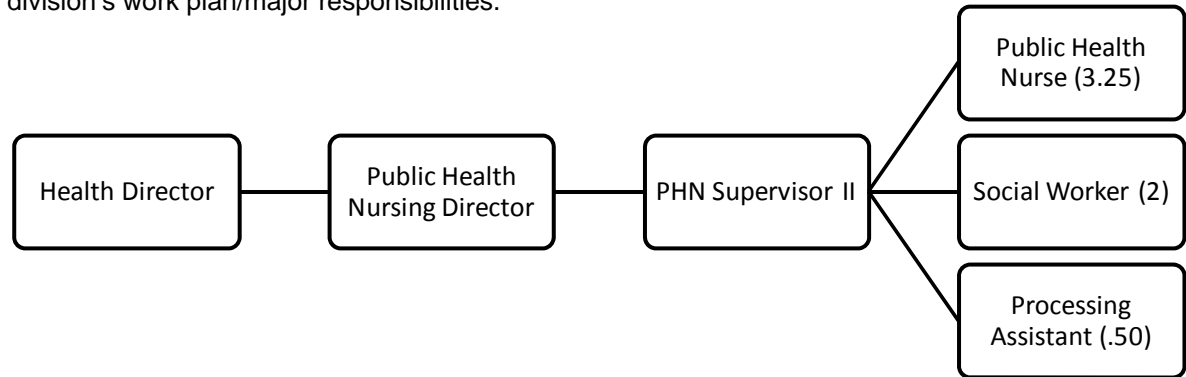 division's work plan/major responsibilities.
Health Director
Public Health
Nursing Director
PHN Supervisor II
Public Health
Nurse (3.25)
Social Worker (2)
Processing
Assistant (.50)